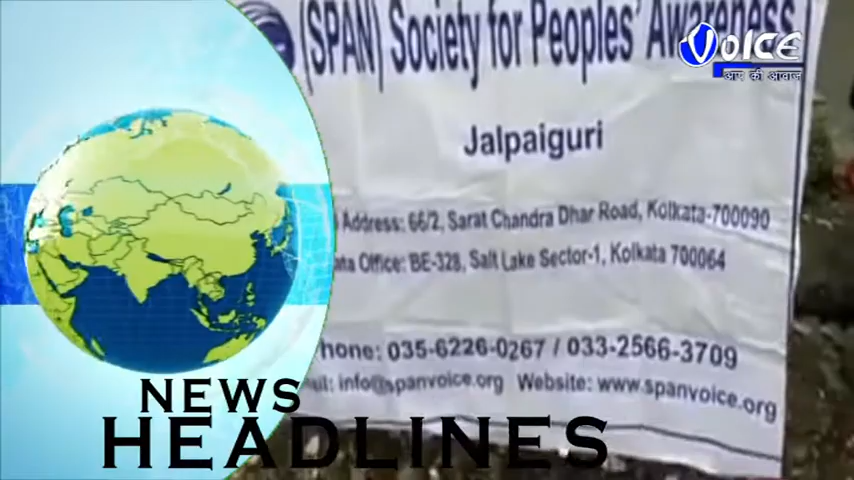 (SPAN) Society for Peoples' Awareness
VOICE
आप की आवाज़
Jalpaiguri
Address: 66/2, Sarat Chandra Dhar Road, Kolkata-700090
Office: BE-328, Salt Lake Sector-1, Kolkata 700064
Phone: 035-6226-0267 / 033-2566-3709
info@spanvoice.org Website: www.spanvoice.org
NEWS
HEADLINES